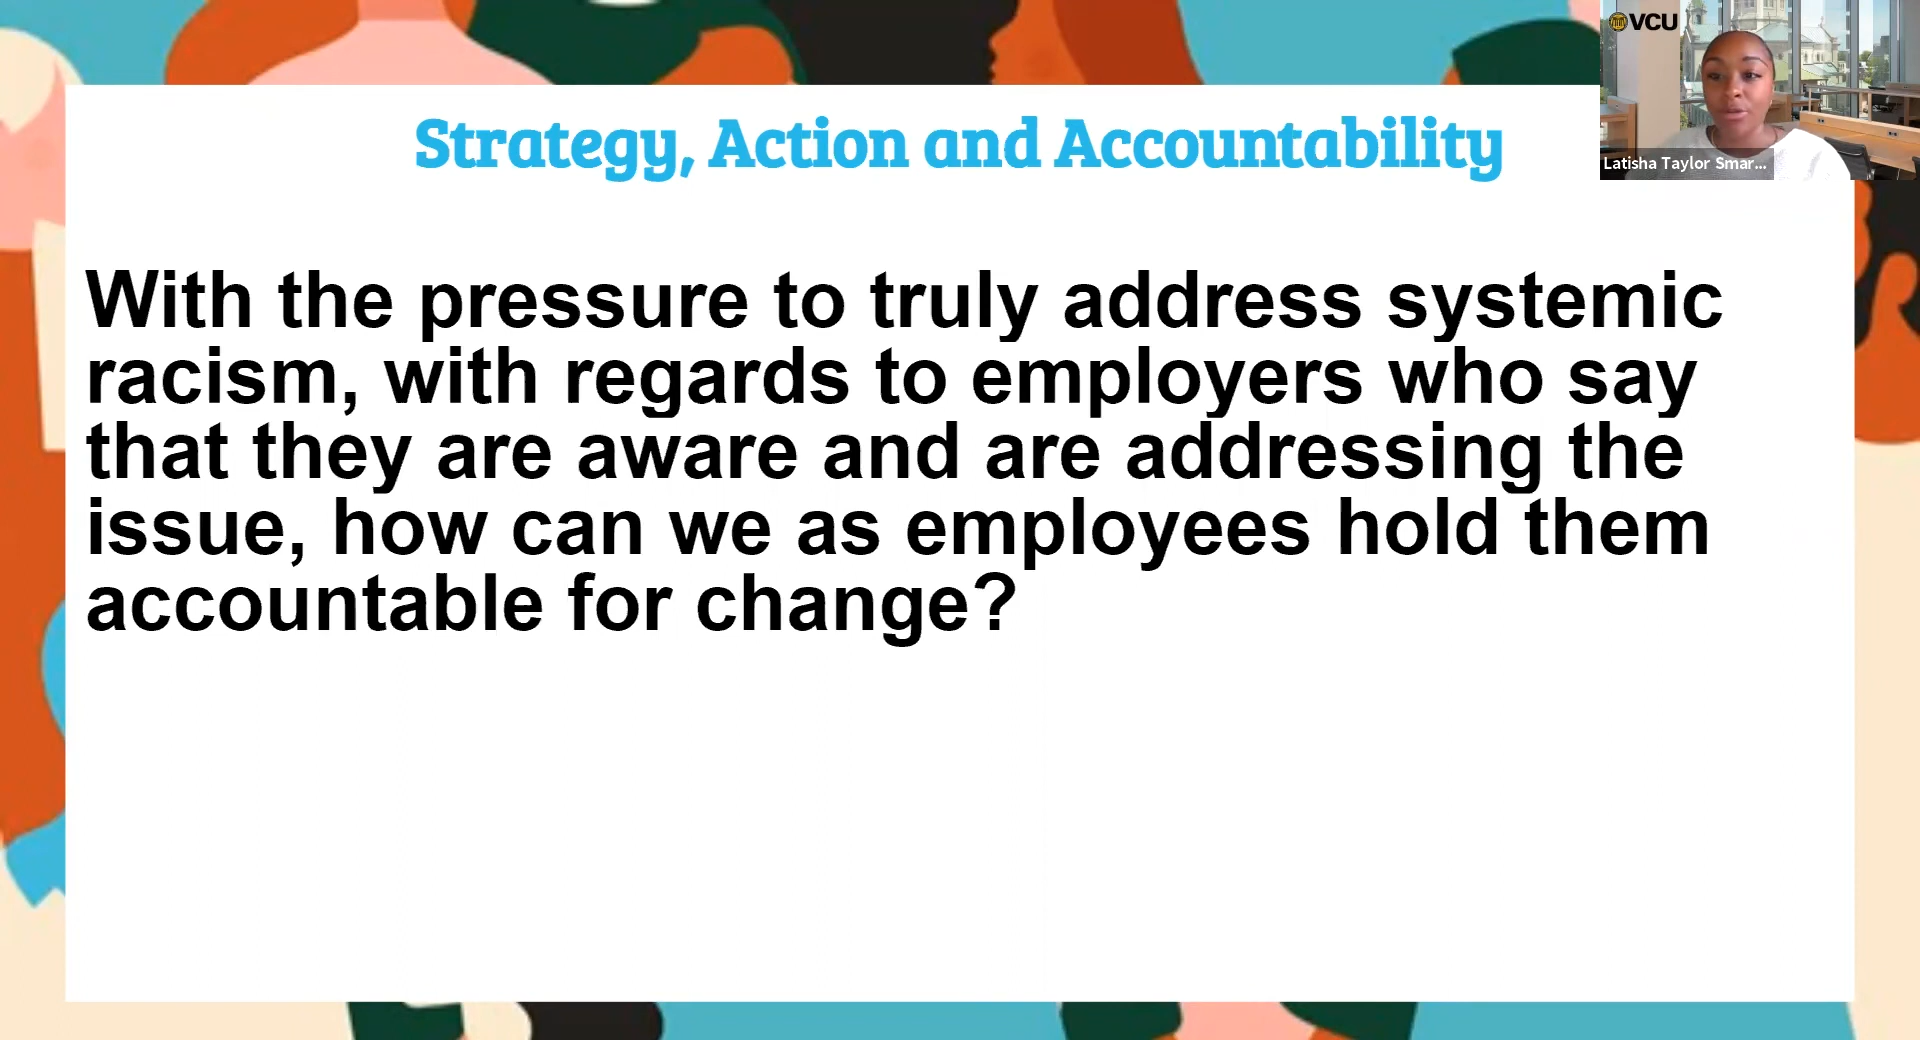 VCU
Strategy, Action and Accountability
Latisha Taylor Smar...
With the pressure to truly address systemic
racism, with regards to employers who say
that they are aware and are addressing the
issue, how can we as employees hold them
accountable for change?